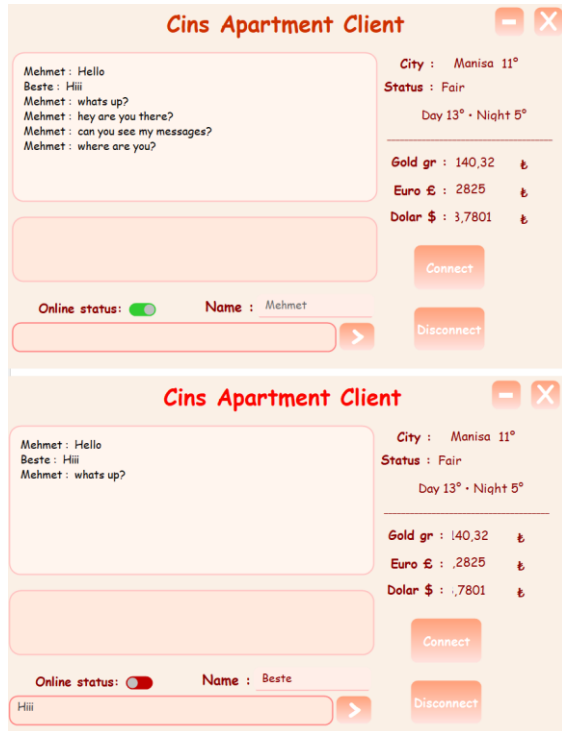 Cins Apartment Client
Mehmet : Hello
Beste : Hiii
Mehmet : whats up?
Mehmet : hey are you there?
Mehmet : can you see my messages?
Mehmet : where are you?
City : Manisa 11°
Status : Fair
Day 13° • Night 5°
Gold gr : 140,32 ₺
Euro £ : 2825 ₺
Dolar $ : 3,7801 ₺
Connect
Disconnect
Online status:
Name : Mehmet
Cins Apartment Client
Mehmet : Hello
Beste : Hiii
Mehmet : whats up?
City : Manisa 11°
Status : Fair
Day 13° • Night 5°
Gold gr : 140,32 ₺
Euro £ : ,2825 ₺
Dolar $ : ,7801 ₺
Connect
Disconnect
Online status:
Name : Beste
Hiii